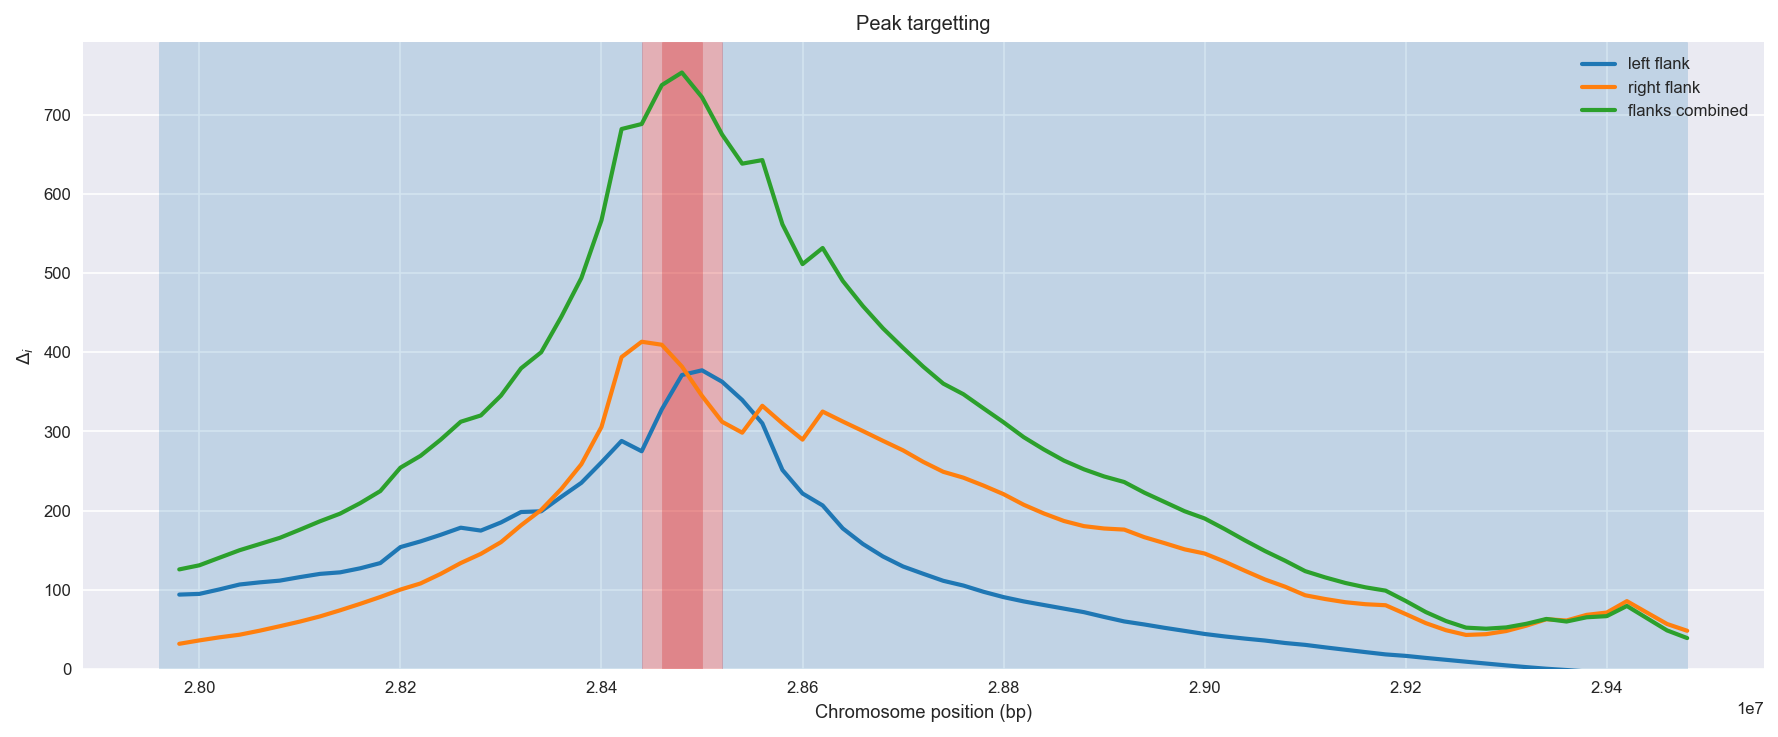 Peak targetting
left flank
right flank
flanks combined
700
600
500
400
300
200
100
0
Δi
2.80 2.82 2.84 2.86 2.88 2.90 2.92 2.94
1e7
Chromosome position (bp)